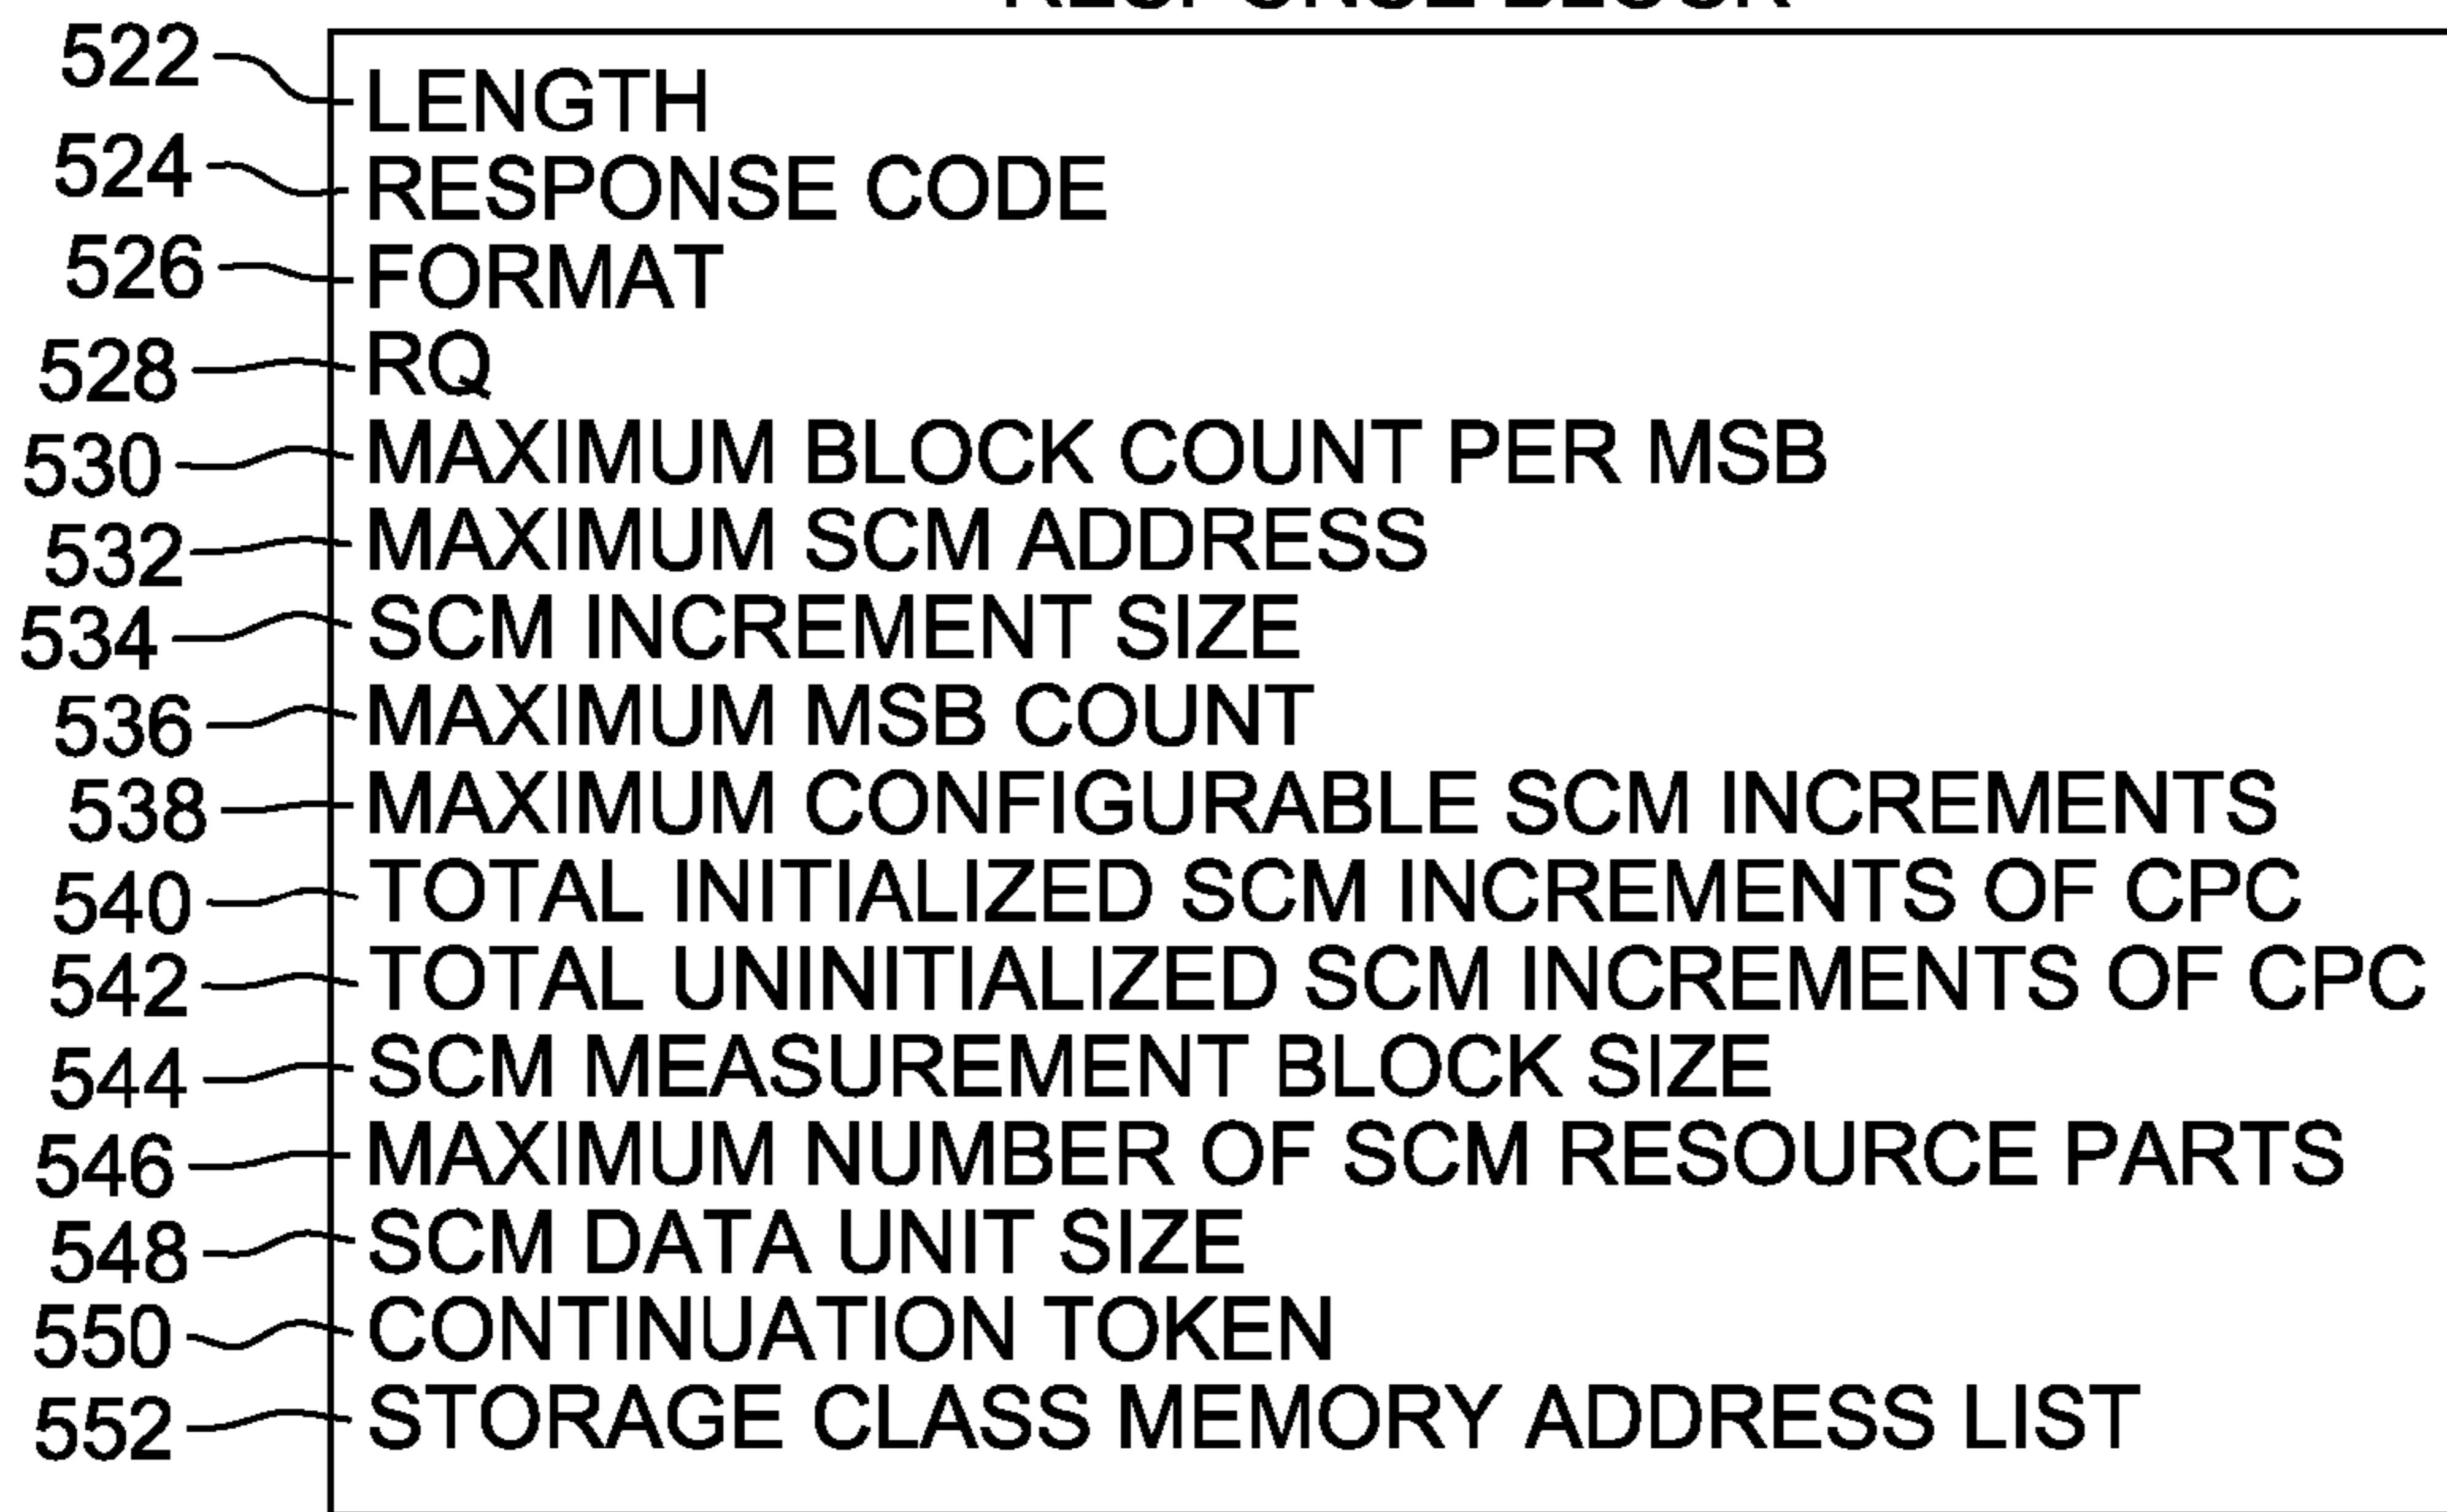 522 LENGTH
524 RESPONSE CODE
526 FORMAT
528 RQ
530 MAXIMUM BLOCK COUNT PER MSB
532 MAXIMUM SCM ADDRESS
534 SCM INCREMENT SIZE
536 MAXIMUM MSB COUNT
538 MAXIMUM CONFIGURABLE SCM INCREMENTS
540 TOTAL INITIALIZED SCM INCREMENTS OF CPC
542 TOTAL UNINITIALIZED SCM INCREMENTS OF CPC
544 SCM MEASUREMENT BLOCK SIZE
546 MAXIMUM NUMBER OF SCM RESOURCE PARTS
548 SCM DATA UNIT SIZE
550 CONTINUATION TOKEN
552 STORAGE CLASS MEMORY ADDRESS LIST